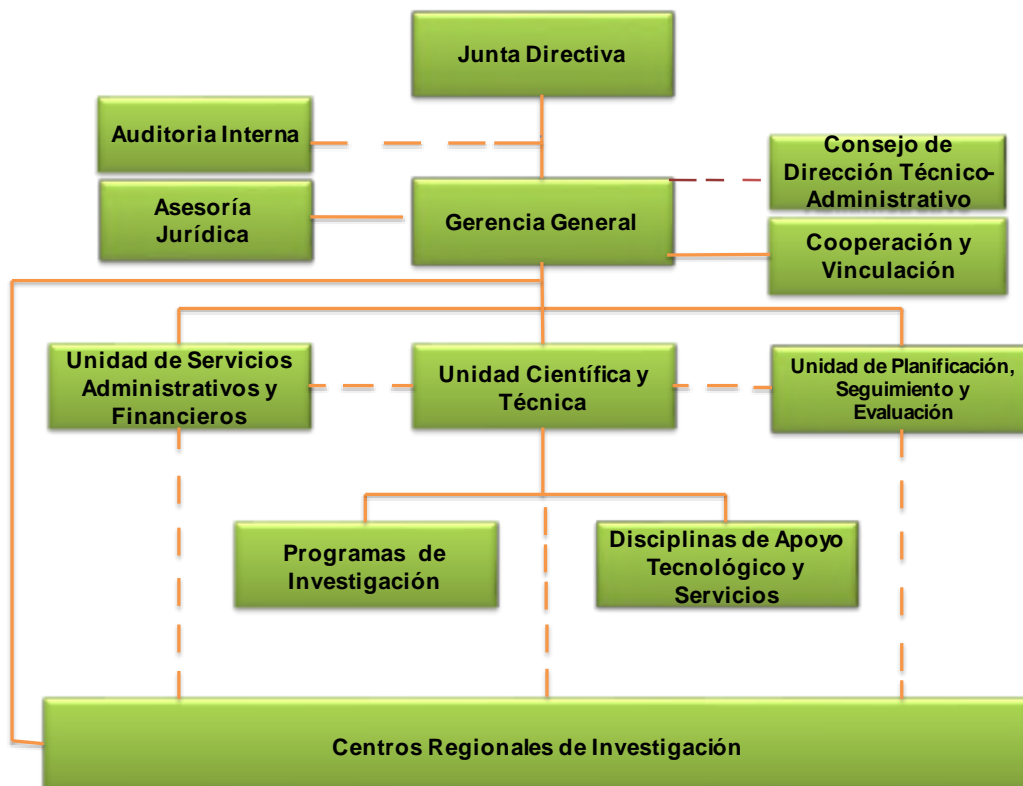 Junta Directiva
Auditoria Interna
Consejo de
Dirección Técnico-
Administrativo
Asesoría
Jurídica
Gerencia General
Cooperación y
Vinculación
Unidad de Servicios
Administrativos y
Financieros
Unidad Científica y
Técnica
Unidad de Planificación,
Seguimiento y
Evaluación
Programas de
Investigación
Disciplinas de Apoyo
Tecnológico y
Servicios
Centros Regionales de Investigación